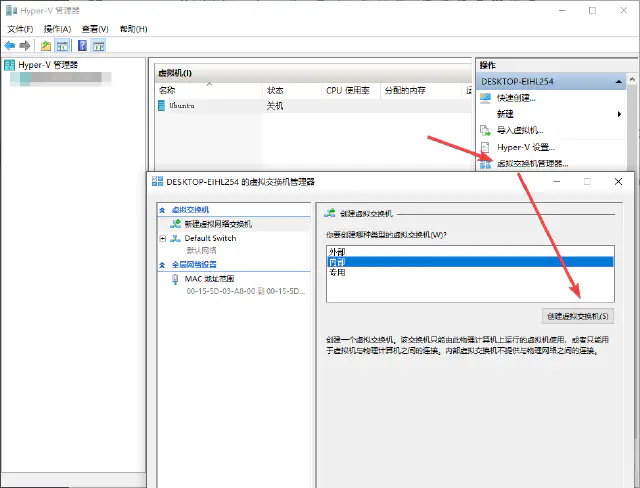 Hyper-V 管理器
文件(F) 操作(A) 查看(V) 帮助(H)
Hyper-V 管理器
虚拟机(I)
名称 状态 CPU 使用率 分配的内存 运
Ubuntu 关机
操作
DESKTOP-EIHL254
快速创建...
新建
导入虚拟机...
Hyper-V 设置...
虚拟交换机管理器...
DESKTOP-EIHL254 的虚拟交换机管理器
虚拟交换机
新建虚拟网络交换机
Default Switch
默认网络
全局网络设置
MAC 地址范围
00-15-5D-03-A8-00 到 00-15-5D...
创建虚拟交换机
你要创建哪种类型的虚拟交换机(W)?
外部
内部
专用
创建虚拟交换机(S)
创建一个虚拟交换机。该交换机只能由此物理计算机上运行的虚拟机使用，或者只能用
于虚拟机与物理计算机之间的连接。内部虚拟交换机不提供与物理网络之间的连接。